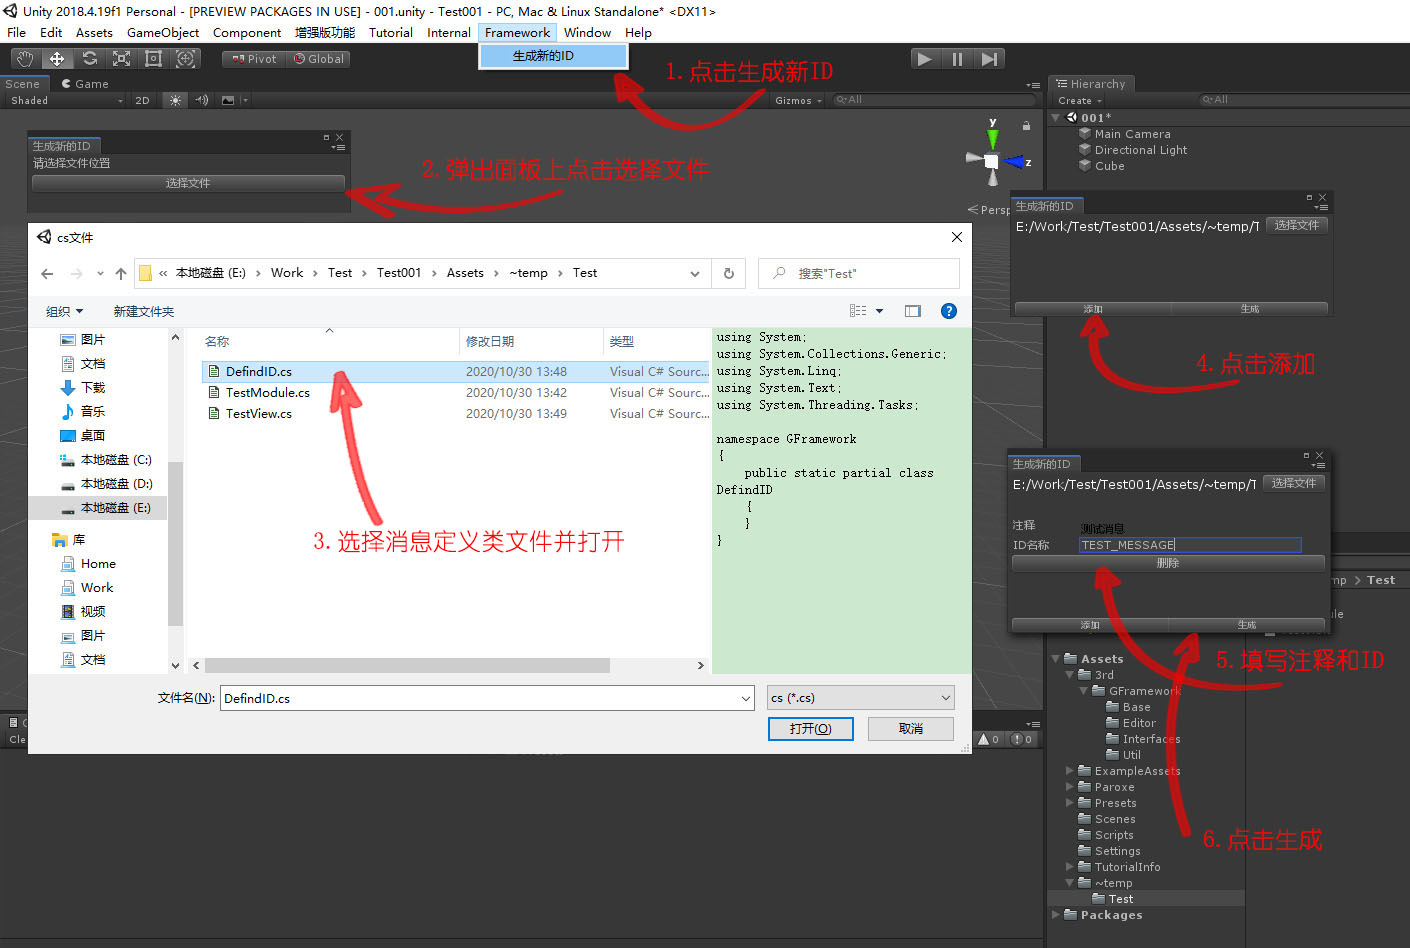 Unity 2018.4.19f1 Personal - [PREVIEW PACKAGES IN USE] - 001.unity - Test001 - PC, Mac & Linux Standalone* <DX11>
File Edit Assets GameObject Component 增强版功能 Tutorial Internal Framework Window Help
生成新的ID
Pivot Global
1.点击生成新ID
Scene Game
Shaded 2D Gizmos All
Hierarchy
Create All
001*
Main Camera
Directional Light
Cube
y
z
Persp
生成新的ID
请选择文件位置
选择文件
2.弹出面板上点击选择文件
生成新的ID
E:/Work/Test/Test001/Assets/~temp/T 选择文件
添加 生成
4.点击添加
cs文件
« 本地磁盘 (E:) › Work › Test › Test001 › Assets › ~temp › Test
搜索"Test"
组织 新建文件夹
图片
文档
下载
音乐
桌面
本地磁盘 (C:)
本地磁盘 (D:)
本地磁盘 (E:)
库
Home
Work
视频
图片
文档
名称 修改日期 类型
DefindID.cs 2020/10/30 13:48 Visual C# Sourc...
TestModule.cs 2020/10/30 13:42 Visual C# Sourc...
TestView.cs 2020/10/30 13:49 Visual C# Sourc...
using System;
using System.Collections.Generic;
using System.Linq;
using System.Text;
using System.Threading.Tasks;
namespace GFramework
{
public static partial class
DefindID
{
}
}
3.选择消息定义类文件并打开
文件名(N): DefindID.cs cs (*.cs)
打开(O) 取消
生成新的ID
E:/Work/Test/Test001/Assets/~temp/T 选择文件
注释 测试消息
ID名称 TEST_MESSAGE
删除
添加 生成
5.填写注释和ID
6.点击生成
mp > Test
Assets
3rd
GFramework
Base
Editor
Interfaces
Util
ExampleAssets
Paroxe
Presets
Scenes
Scripts
Settings
TutorialInfo
~temp
Test
Packages
Cle
0 0